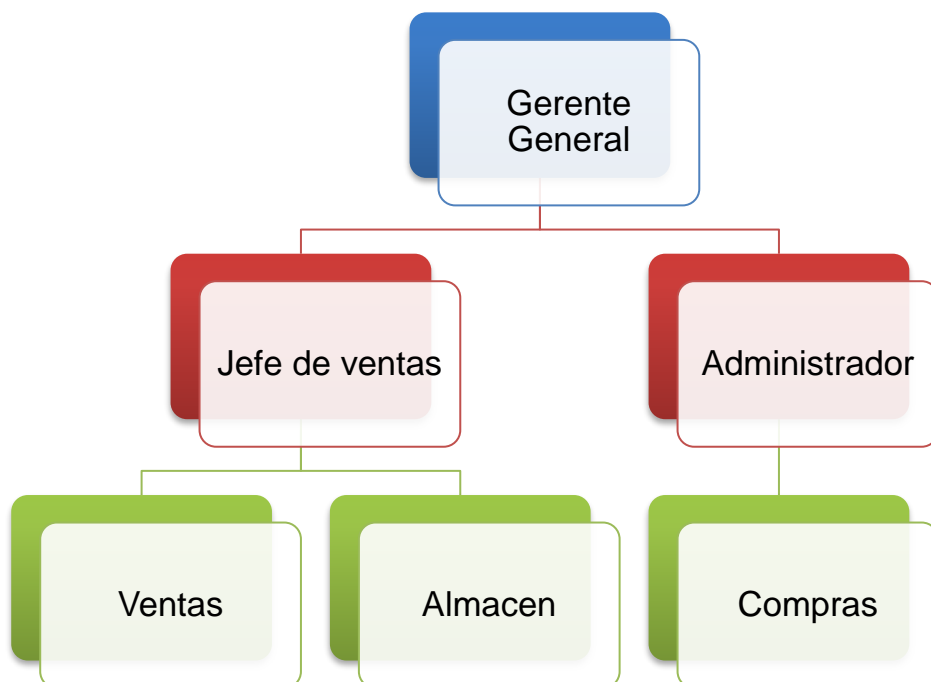 Gerente
General
Jefe de ventas
Administrador
Ventas
Almacen
Compras